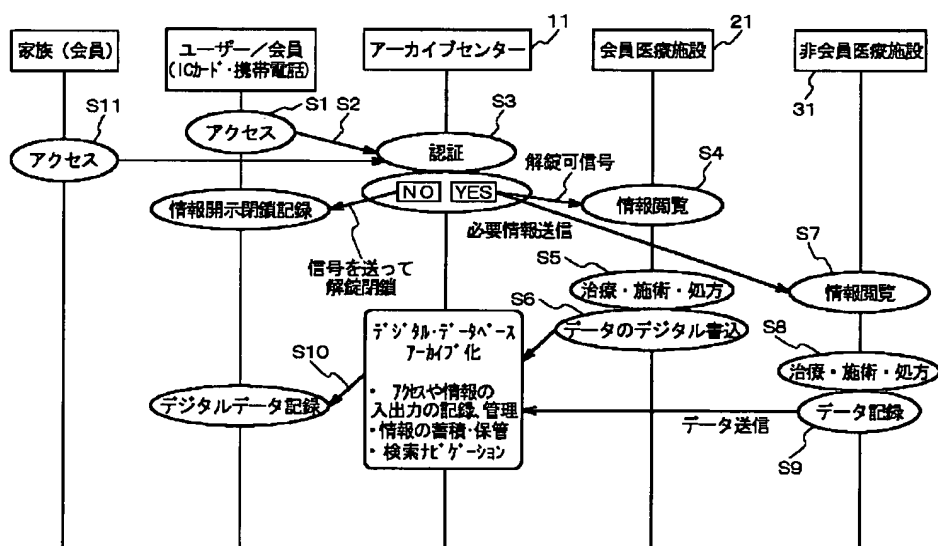 家族(会員)
ユーザー/会員
(ICカード・携帯電話)
アーカイブセンター
11
会員医療施設
21
非会員医療施設
31
S11
アクセス
S1
アクセス
S2
S3
認証
NO YES
解錠可信号
S4
情報閲覧
情報開示閉鎖記録
信号を送って
解錠閉鎖
必要情報送信
S7
情報閲覧
S5
治療・施術・処方
S6
データのデジタル書込
S8
治療・施術・処方
データ記録
S9
データ送信
デジタル・データベース
アーカイブ化
・ アクセスや情報の
入出力の記録、管理
・情報の蓄積・保管
・ 検索ナビゲーション
S10
デジタルデータ記録